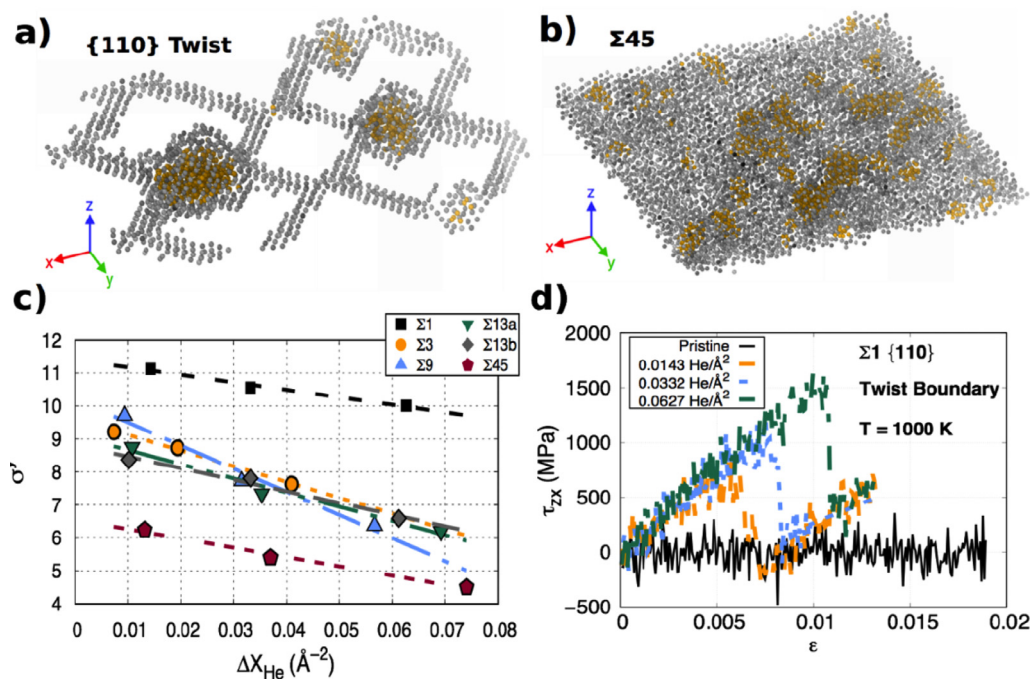 a) {110} Twist
b) Σ45
z
x
y
z
x
y
c)
12
11
10
9
8
7
6
5
4
σ'
0
0.01
0.02
0.03
0.04
0.05
0.06
0.07
0.08
ΔX_He (Å⁻²)
Σ1
Σ3
Σ9
Σ13a
Σ13b
Σ45
d)
2000
1500
1000
500
0
−500
τ_zx (MPa)
Pristine
0.0143 He/Å²
0.0332 He/Å²
0.0627 He/Å²
Σ1 {110}
Twist Boundary
T = 1000 K
0
0.005
0.01
0.015
0.02
ε